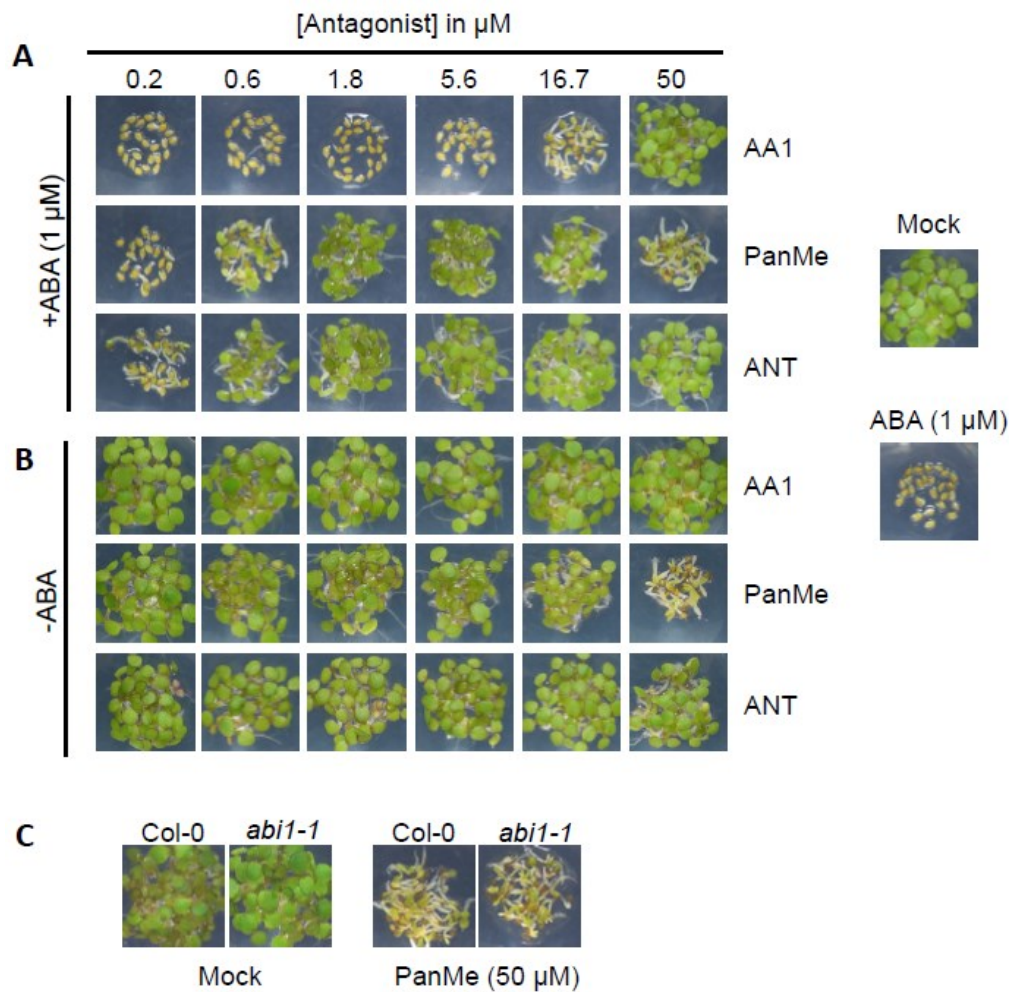 [Antagonist] in µM
A
0.2 0.6 1.8 5.6 16.7 50
+ABA (1 µM)
AA1
PanMe
ANT
Mock
ABA (1 µM)
B
-ABA
AA1
PanMe
ANT
C
Col-0 abi1-1 Col-0 abi1-1
Mock PanMe (50 µM)